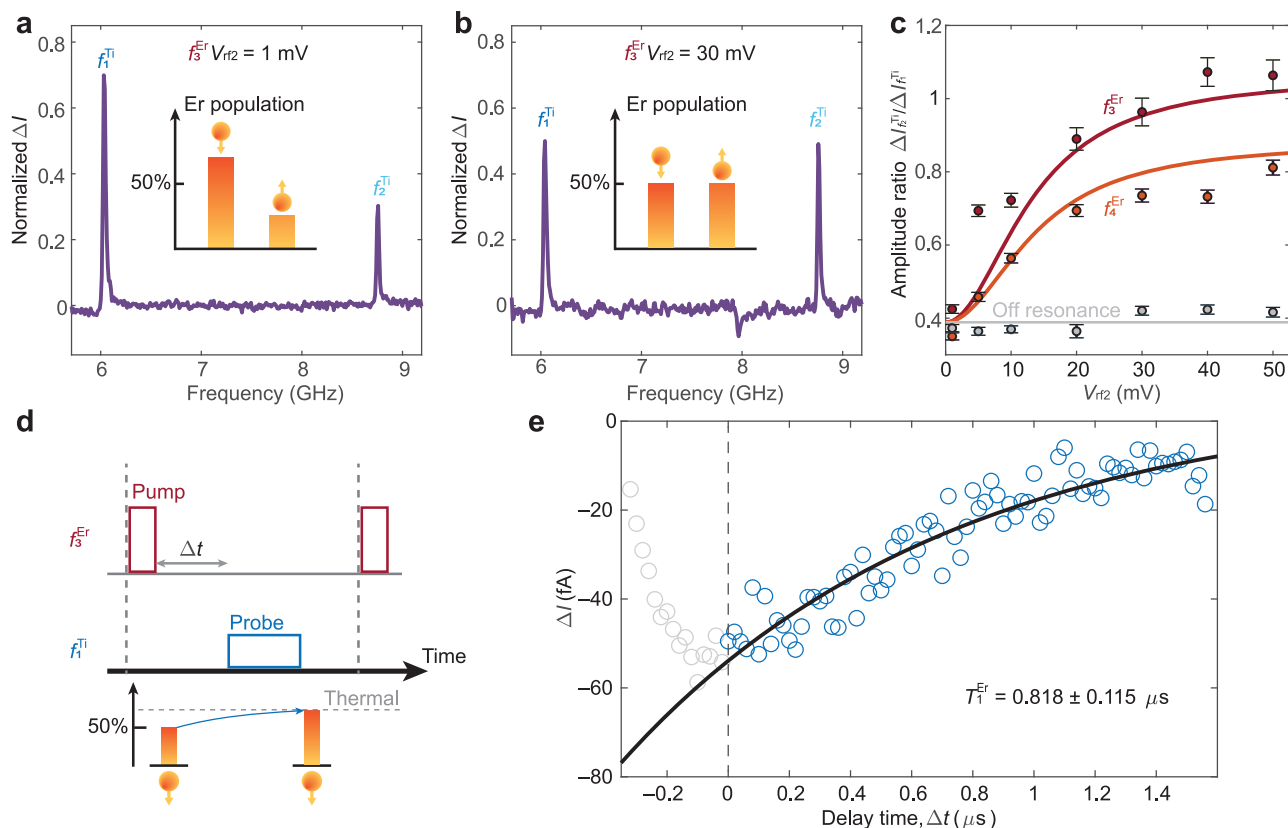 a
0.8
0.6
0.4
0.2
0
Normalized ΔI
f₁ᵀⁱ
f₃ᴱʳ Vrf2 = 1 mV
Er population
50%
f₂ᵀⁱ
6 7 8 9
Frequency (GHz)
b
0.8
0.6
0.4
0.2
0
Normalized ΔI
f₁ᵀⁱ
f₃ᴱʳ Vrf2 = 30 mV
Er population
50%
f₂ᵀⁱ
6 7 8 9
Frequency (GHz)
c
1.2
1
0.8
0.6
0.4
Amplitude ratio ΔI f₂ᵀⁱ/ΔI f₁ᵀⁱ
f₃ᴱʳ
f₄ᴱʳ
Off resonance
0 10 20 30 40 50
Vrf2 (mV)
d
Pump
f₃ᴱʳ
Δt
Probe
f₁ᵀⁱ
Time
Thermal
50%
e
0
−20
−40
−60
−80
ΔI (fA)
T₁ᴱʳ = 0.818 ± 0.115 μs
−0.2 0 0.2 0.4 0.6 0.8 1.0 1.2 1.4
Delay time, Δt (μs)